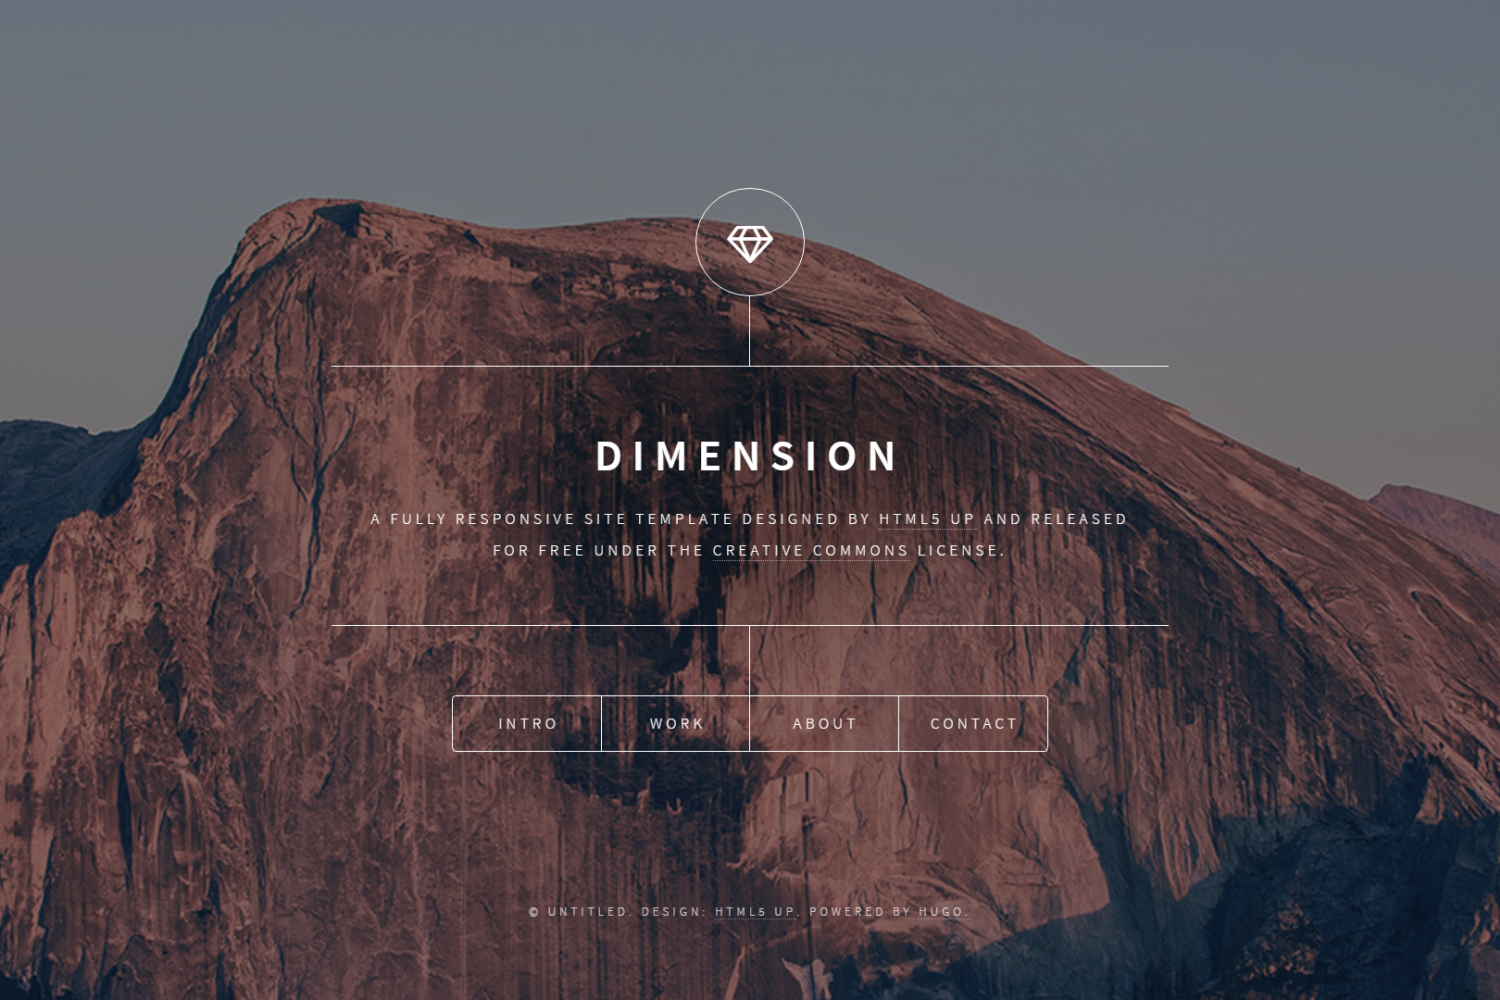 DIMENSION
A FULLY RESPONSIVE SITE TEMPLATE DESIGNED BY HTML5 UP AND RELEASED
FOR FREE UNDER THE CREATIVE COMMONS LICENSE.
INTRO
WORK
ABOUT
CONTACT
© UNTITLED. DESIGN: HTML5 UP. POWERED BY HUGO.